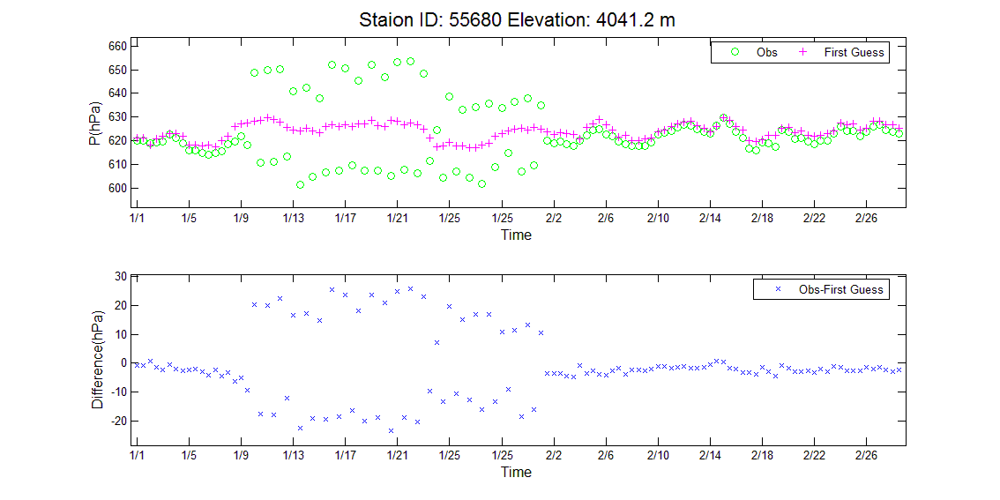 Staion ID: 55680 Elevation: 4041.2 m
P(hPa)
660
650
640
630
620
610
600
Obs First Guess
1/1 1/5 1/9 1/13 1/17 1/21 1/25 1/25 2/2 2/6 2/10 2/14 2/18 2/22 2/26
Time
Difference(hPa)
30
20
10
0
-10
-20
Obs-First Guess
1/1 1/5 1/9 1/13 1/17 1/21 1/25 1/25 2/2 2/6 2/10 2/14 2/18 2/22 2/26
Time